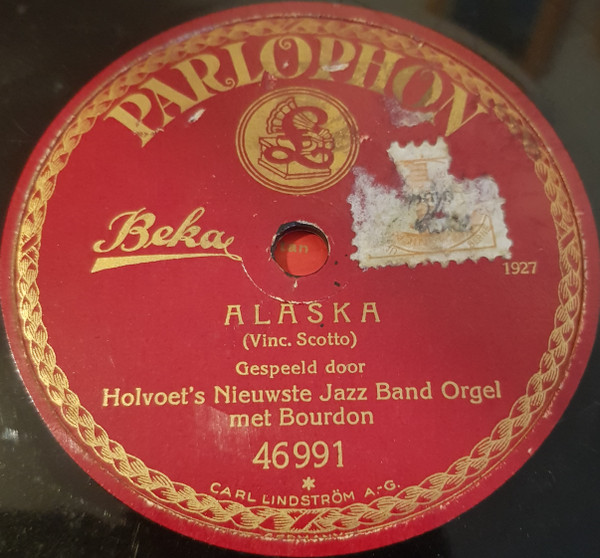 PARLOPHON
Beka
1927
ALASKA
(Vinc. Scotto)
Gespeeld door
Holvoet's Nieuwste Jazz Band Orgel
met Bourdon
46991
*
CARL LINDSTRÖM A.-G.